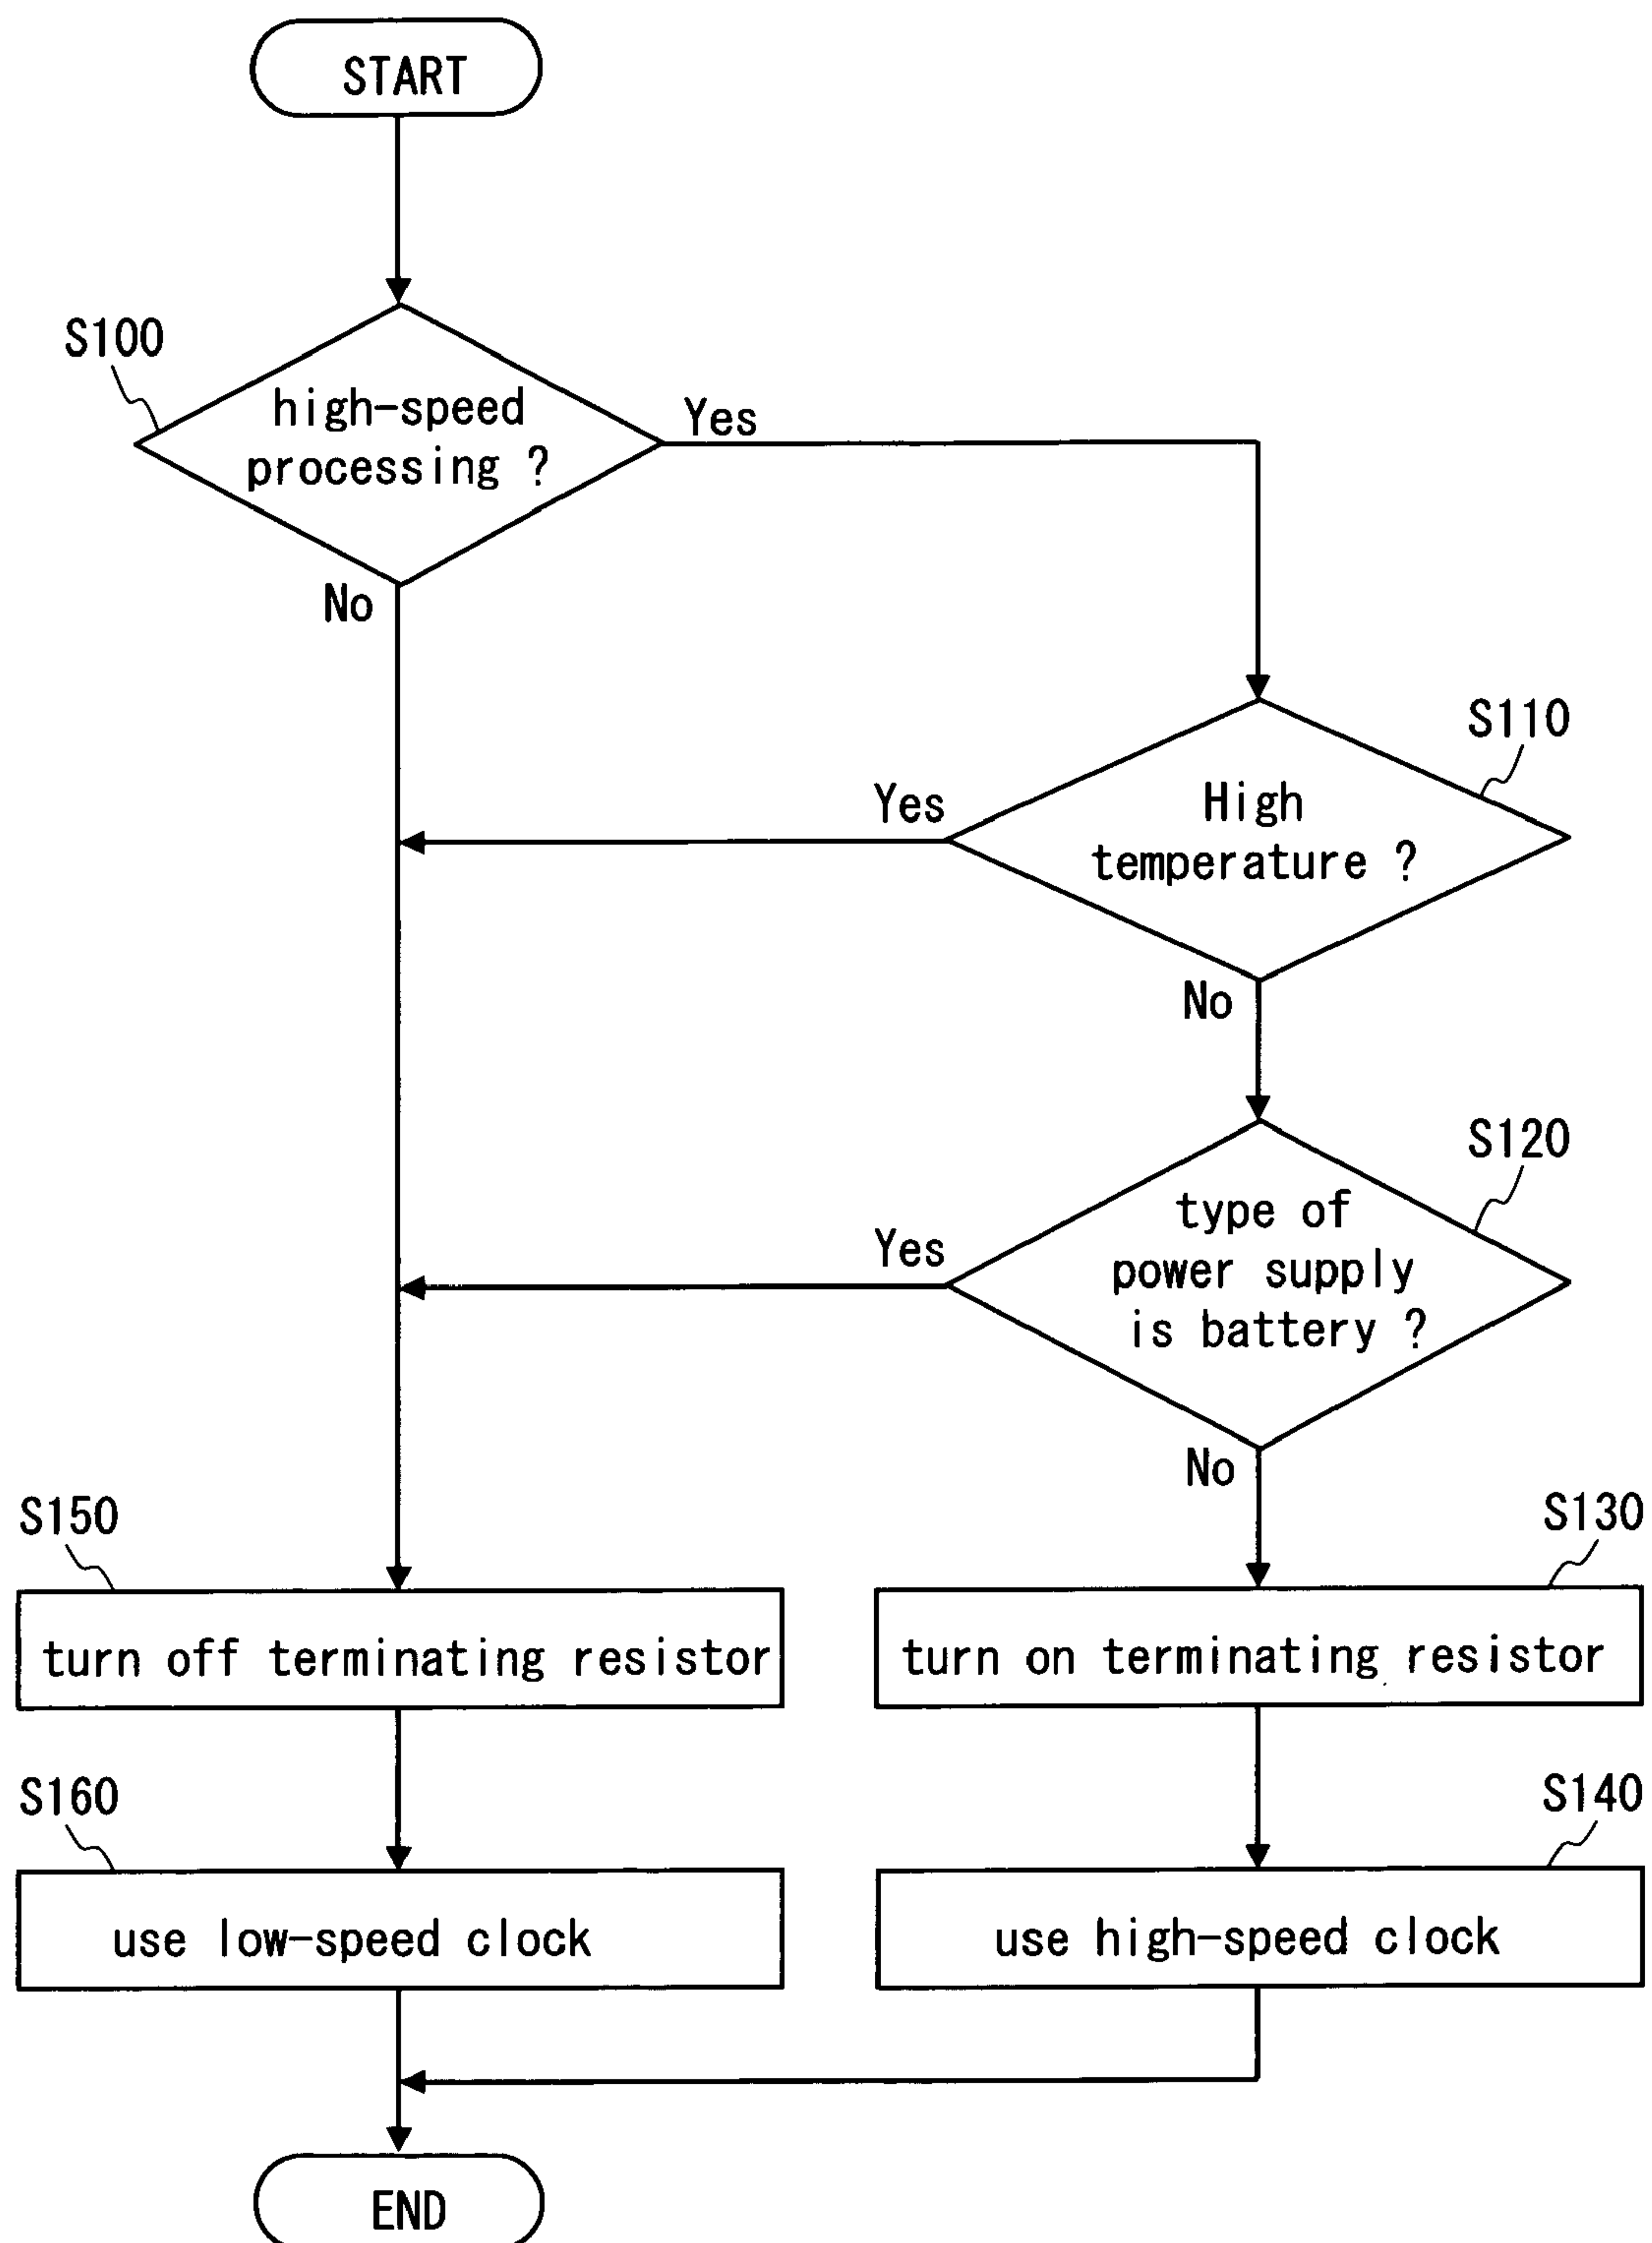 START
S100
high-speed
processing ?
Yes
No
S110
High
temperature ?
Yes
No
S120
type of
power supply
is battery ?
Yes
No
S150
turn off terminating resistor
S130
turn on terminating resistor
S160
use low-speed clock
S140
use high-speed clock
END